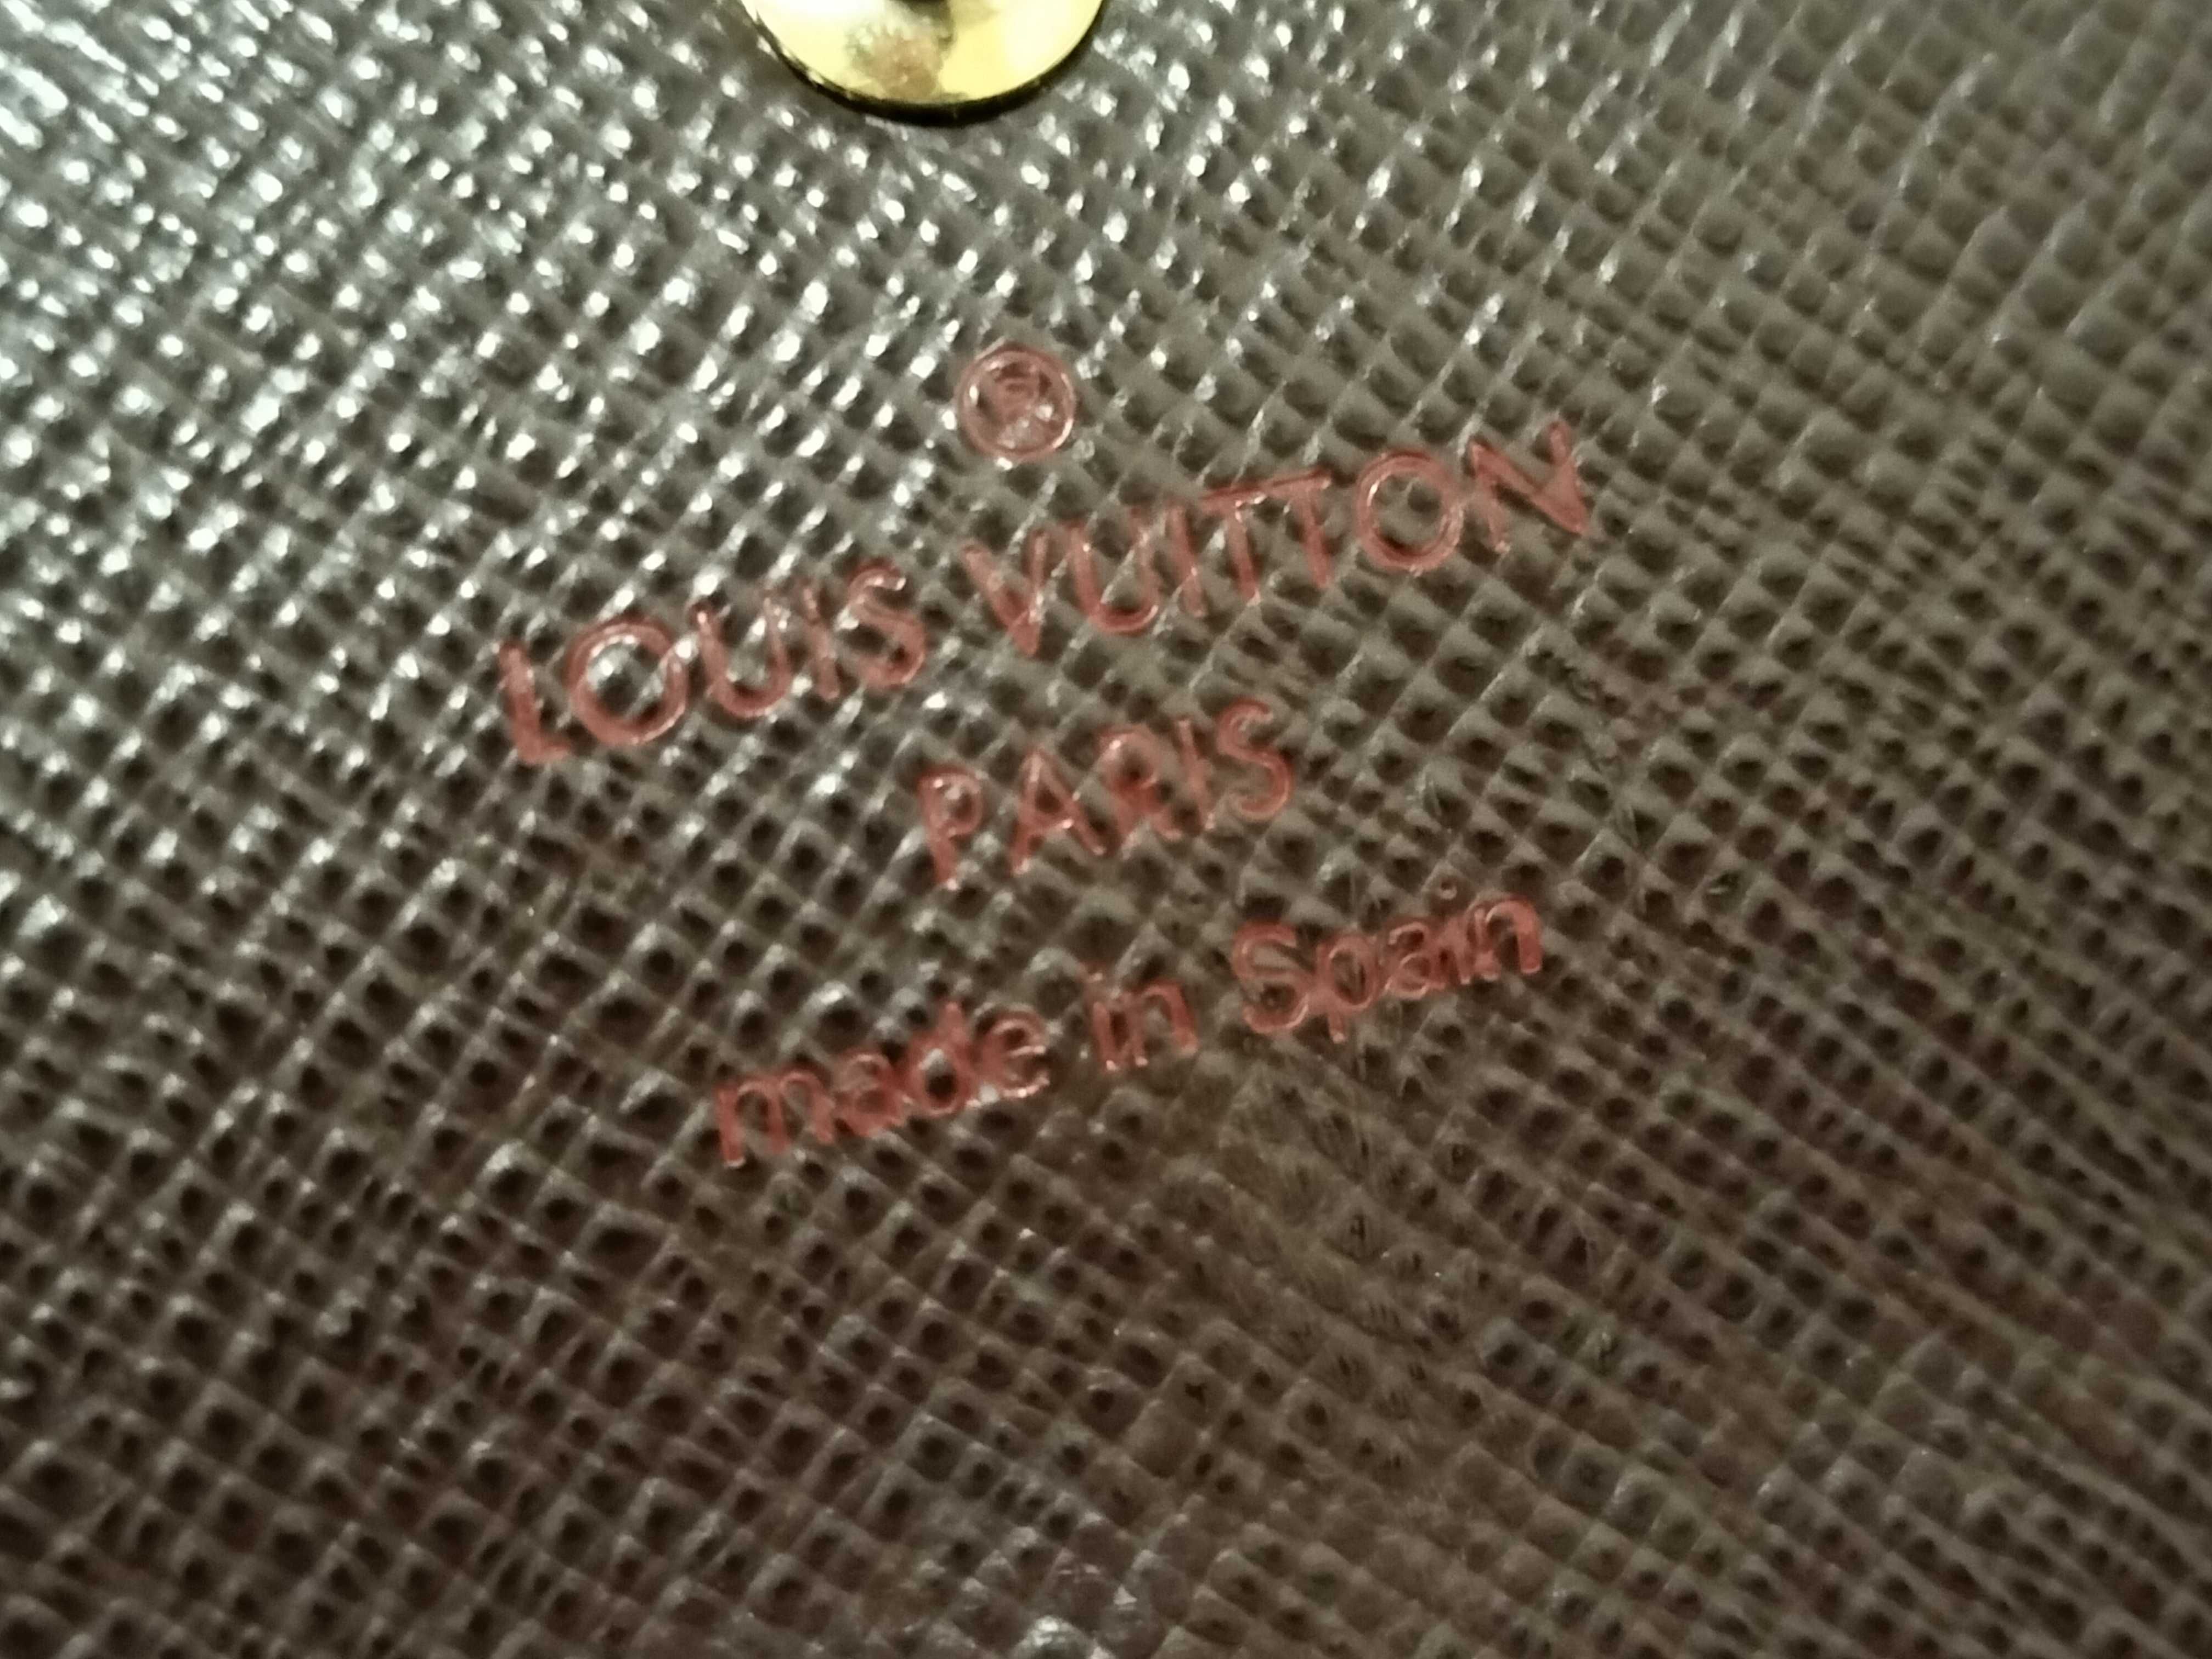 ®
LOUIS VUITTON
PARIS
made in Spain